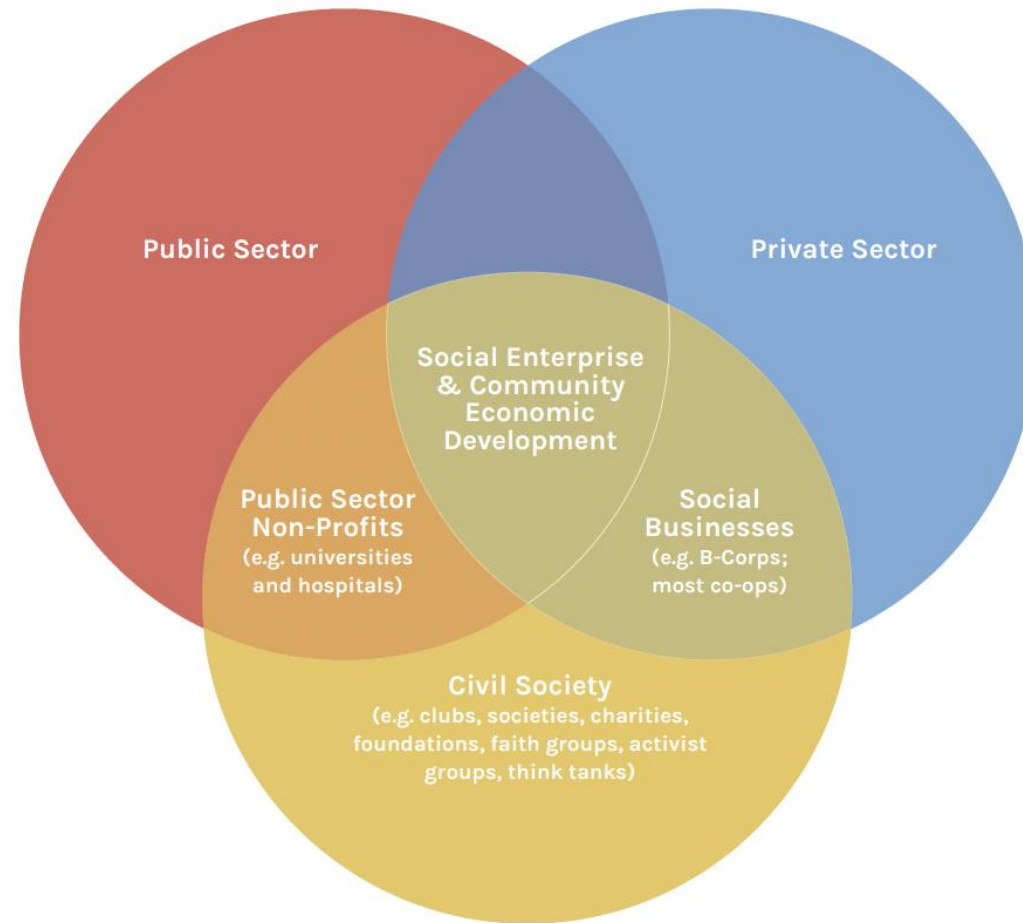 Public Sector
Private Sector
Social Enterprise
& Community
Economic
Development
Public Sector
Non-Profits
(e.g. universities
and hospitals)
Social
Businesses
(e.g. B-Corps;
most co-ops)
Civil Society
(e.g. clubs, societies, charities,
foundations, faith groups, activist
groups, think tanks)